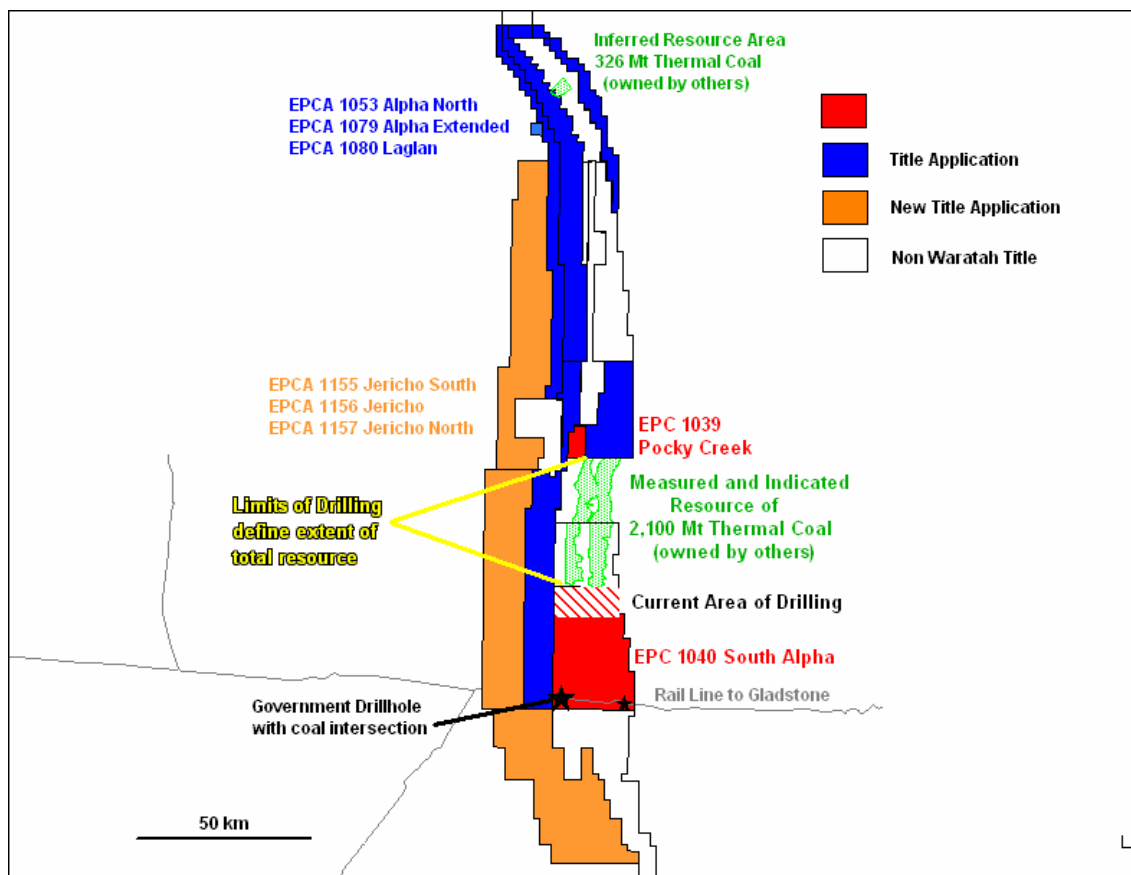 Inferred Resource Area
326 Mt Thermal Coal
(owned by others)
EPCA 1053 Alpha North
EPCA 1079 Alpha Extended
EPCA 1080 Laglan
Title Application
New Title Application
Non Waratah Title
EPCA 1155 Jericho South
EPCA 1156 Jericho
EPCA 1157 Jericho North
EPC 1039
Pocky Creek
Limits of Drilling
define extent of
total resource
Measured and Indicated
Resource of
2,100 Mt Thermal Coal
(owned by others)
Current Area of Drilling
EPC 1040 South Alpha
Rail Line to Gladstone
Government Drillhole
with coal intersection
50 km